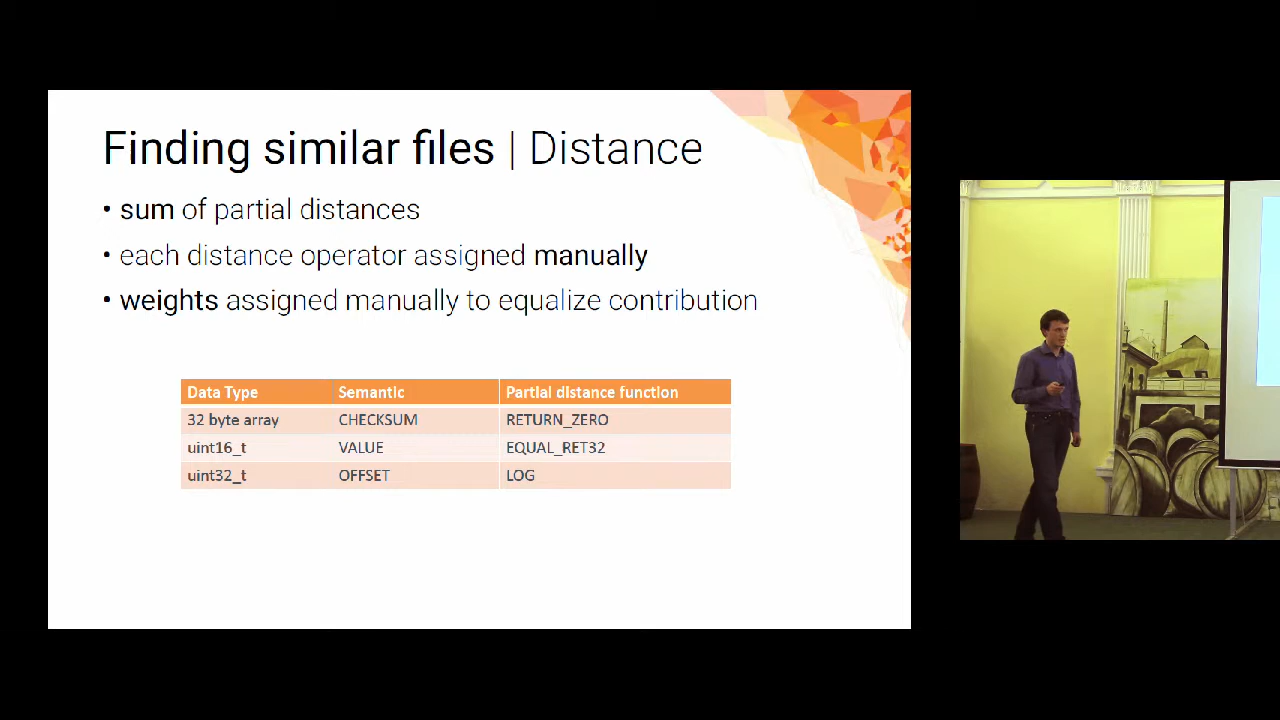 Finding similar files | Distance
• sum of partial distances
• each distance operator assigned manually
• weights assigned manually to equalize contribution
Data Type Semantic Partial distance function
32 byte array CHECKSUM RETURN_ZERO
uint16_t VALUE EQUAL_RET32
uint32_t OFFSET LOG